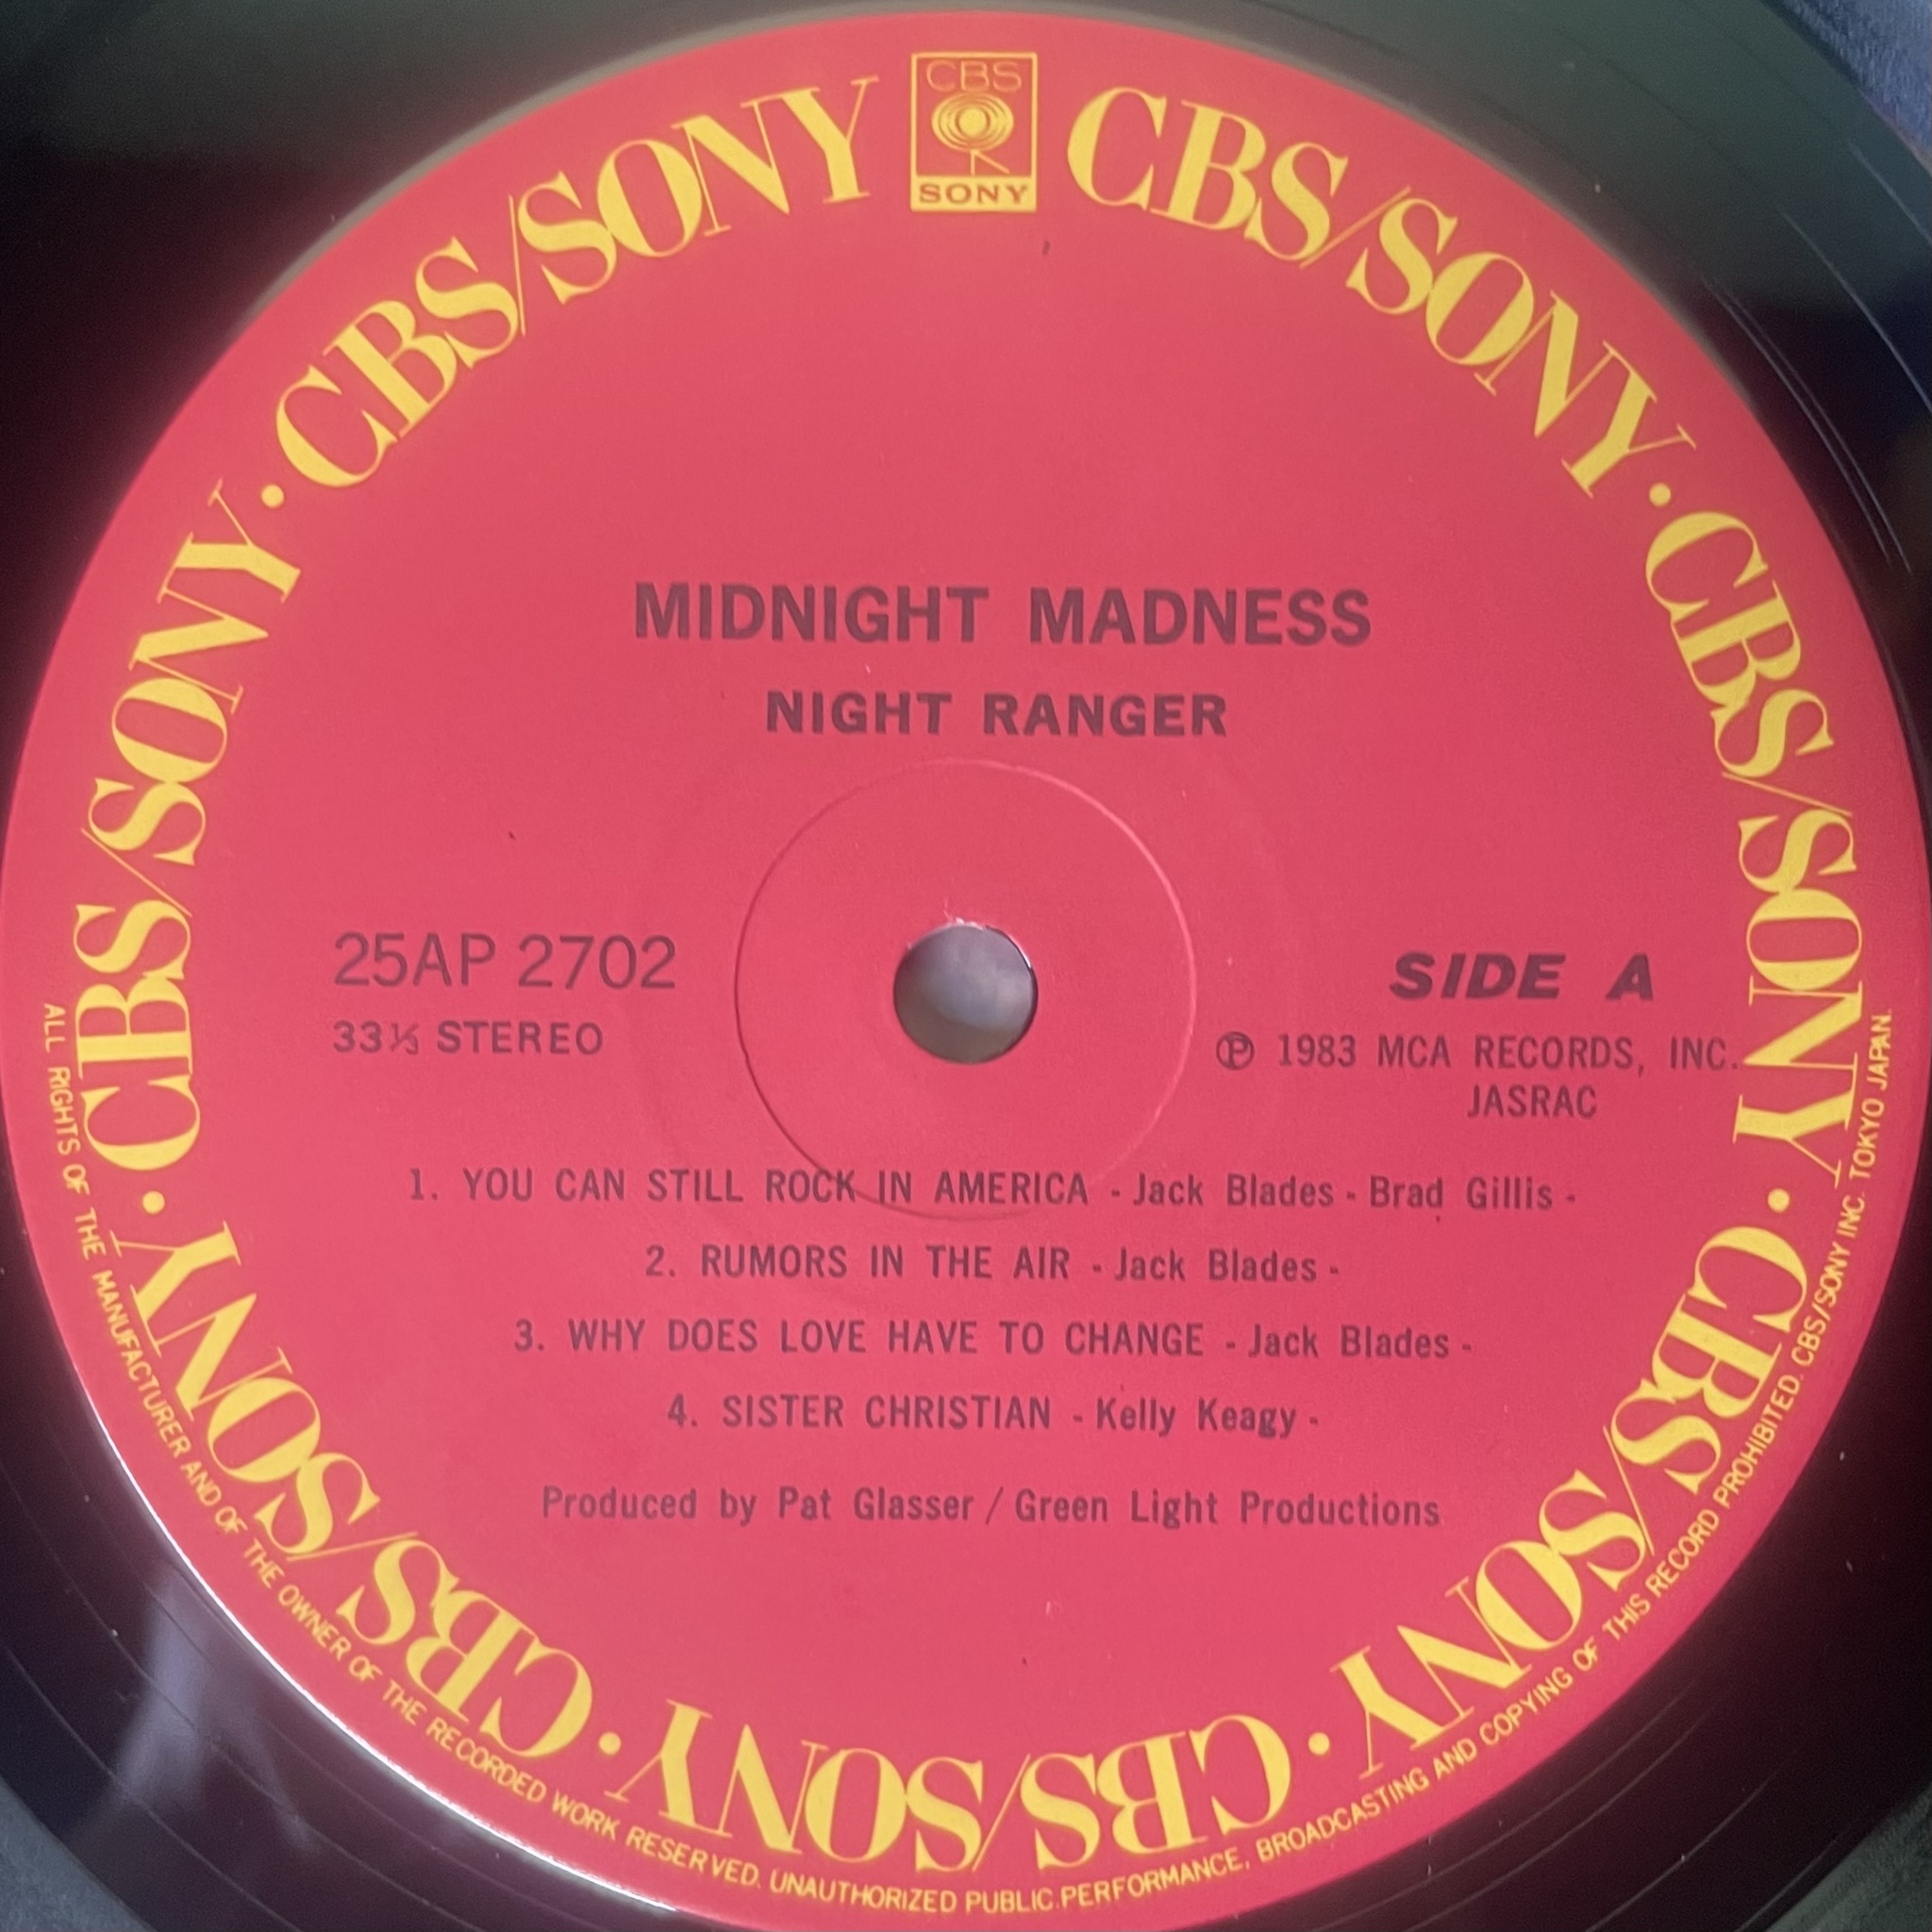 CBS
SONY
CBS/SONY · CBS/SONY · CBS/SONY · CBS/SONY · CBS/SONY · CBS/SONY · CBS/SONY
MIDNIGHT MADNESS
NIGHT RANGER
25AP 2702
33⅓ STEREO
SIDE A
Ⓟ 1983 MCA RECORDS, INC.
JASRAC
1. YOU CAN STILL ROCK IN AMERICA - Jack Blades - Brad Gillis -
2. RUMORS IN THE AIR - Jack Blades -
3. WHY DOES LOVE HAVE TO CHANGE - Jack Blades -
4. SISTER CHRISTIAN - Kelly Keagy -
Produced by Pat Glasser / Green Light Productions
ALL RIGHTS OF THE MANUFACTURER AND OF THE OWNER OF THE RECORDED WORK RESERVED. UNAUTHORIZED PUBLIC PERFORMANCE, BROADCASTING AND COPYING OF THIS RECORD PROHIBITED. CBS/SONY INC. TOKYO JAPAN.